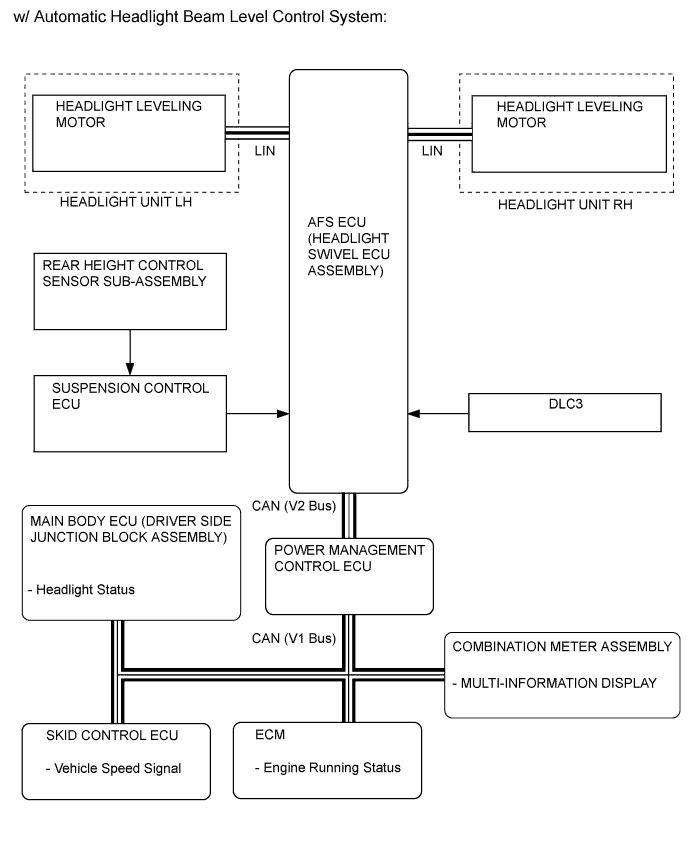 w/ Automatic Headlight Beam Level Control System:
HEADLIGHT LEVELING
MOTOR
LIN
HEADLIGHT UNIT LH
HEADLIGHT LEVELING
MOTOR
LIN
HEADLIGHT UNIT RH
AFS ECU
(HEADLIGHT
SWIVEL ECU
ASSEMBLY)
REAR HEIGHT CONTROL
SENSOR SUB-ASSEMBLY
SUSPENSION CONTROL
ECU
DLC3
CAN (V2 Bus)
MAIN BODY ECU (DRIVER SIDE
JUNCTION BLOCK ASSEMBLY)
- Headlight Status
POWER MANAGEMENT
CONTROL ECU
CAN (V1 Bus)
COMBINATION METER ASSEMBLY
- MULTI-INFORMATION DISPLAY
SKID CONTROL ECU
- Vehicle Speed Signal
ECM
- Engine Running Status